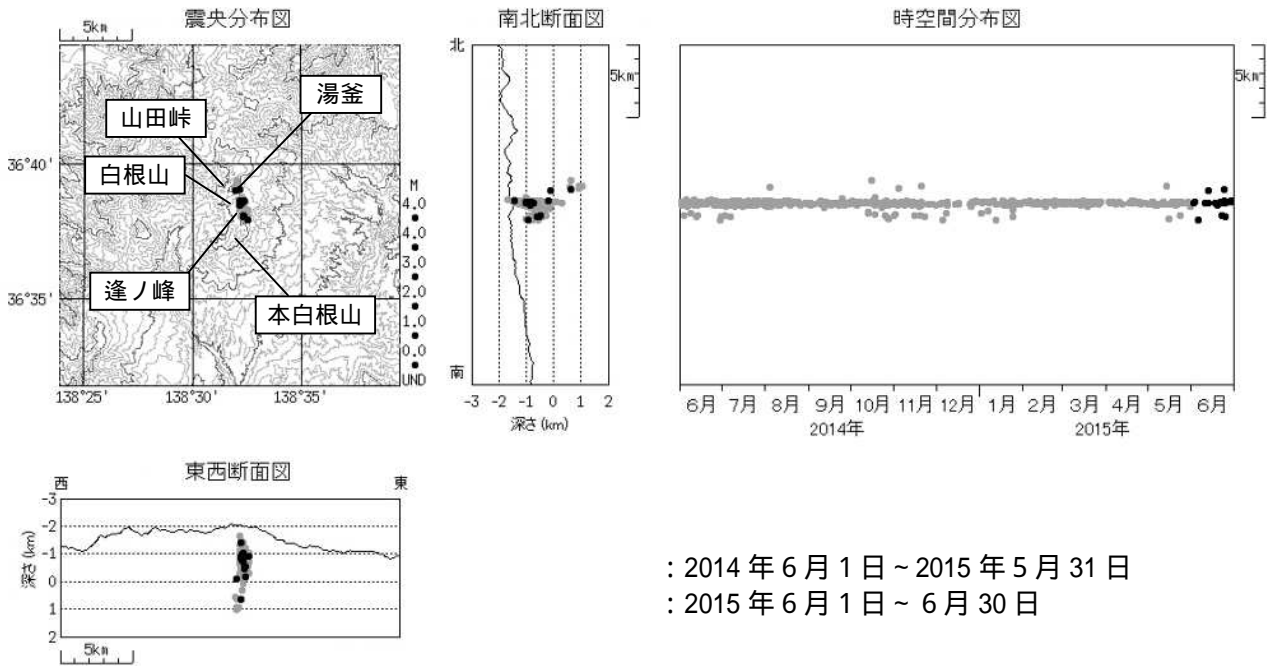 震央分布図
5km
湯釜
山田峠
白根山
逢ノ峰
本白根山
36°40'
36°35'
138°25' 138°30' 138°35'
M
4.0
4.0
3.0
2.0
1.0
0.0
UND
南北断面図
北
5km
南
-3 -2 -1 0 1 2
深さ(km)
時空間分布図
5km
6月 7月 8月 9月 10月 11月 12月 1月 2月 3月 4月 5月 6月
2014年 2015年
東西断面図
西 東
-3
-2
-1
0
1
2
深さ(km)
5km
：2014 年 6 月 1 日 ~ 2015 年 5 月 31 日
：2015 年 6 月 1 日 ~ 6 月 30 日